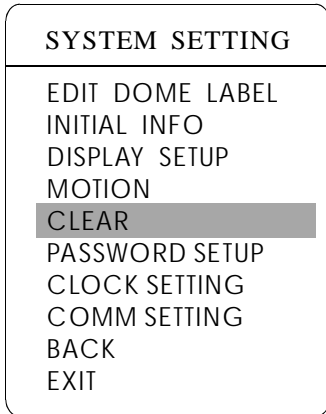 SYSTEM SETTING
EDIT DOME LABEL
INITIAL INFO
DISPLAY SETUP
MOTION
CLEAR
PASSWORD SETUP
CLOCK SETTING
COMM SETTING
BACK
EXIT